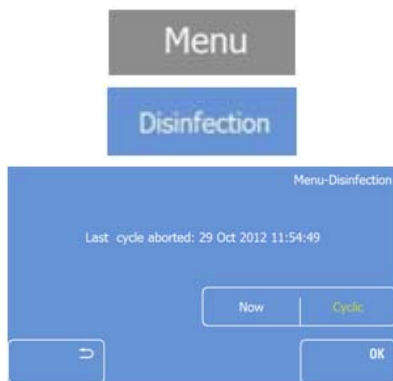 Menu
Disinfection
Menu-Disinfection
Last cycle aborted: 29 Oct 2012 11:54:49
Now Cyclic
OK